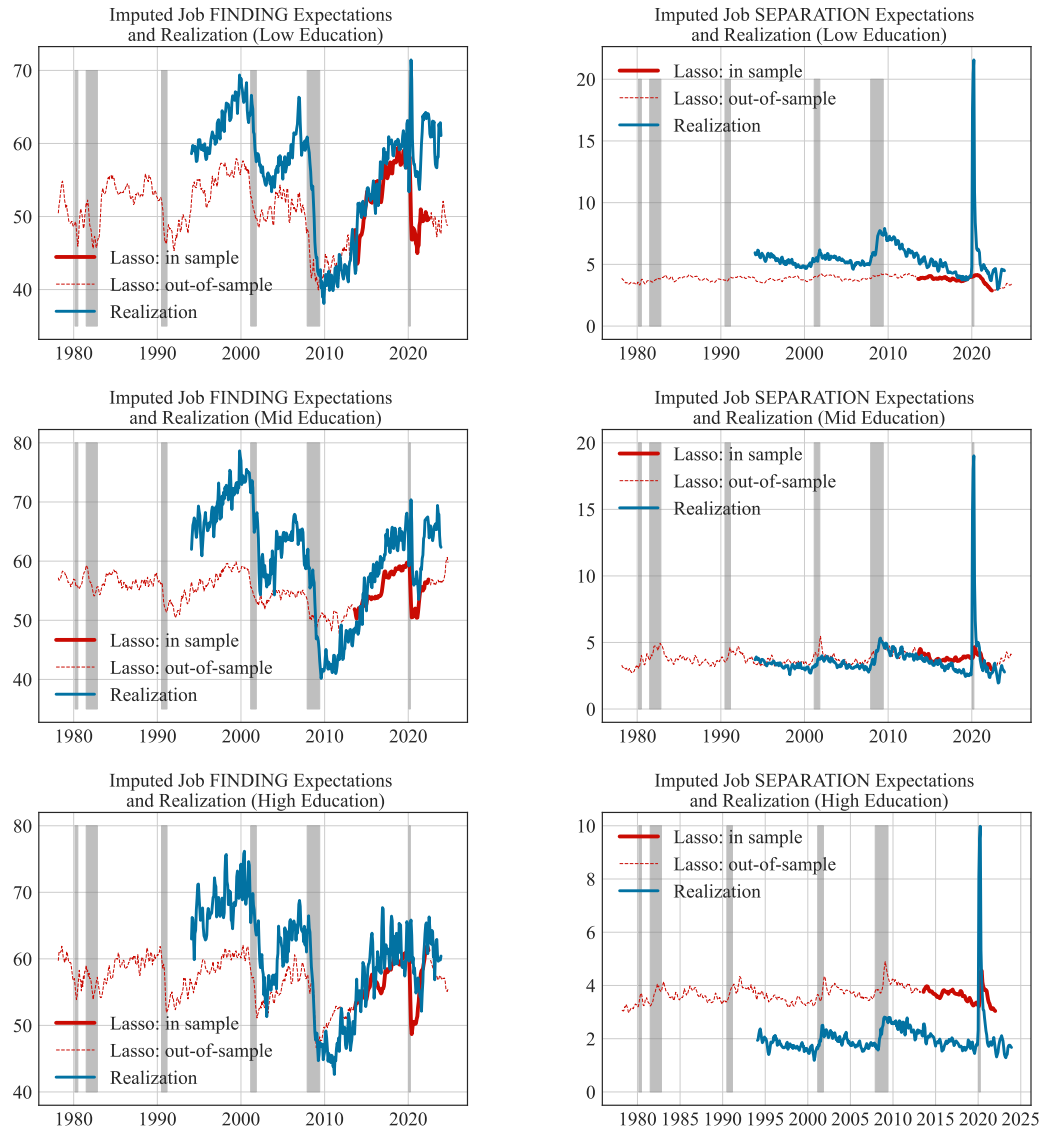 Imputed Job FINDING Expectations
and Realization (Low Education)
70
60
50
40
Lasso: in sample
Lasso: out-of-sample
Realization
1980 1990 2000 2010 2020
Imputed Job SEPARATION Expectations
and Realization (Low Education)
20
15
10
5
0
Lasso: in sample
Lasso: out-of-sample
Realization
1980 1990 2000 2010 2020
Imputed Job FINDING Expectations
and Realization (Mid Education)
80
70
60
50
40
Lasso: in sample
Lasso: out-of-sample
Realization
1980 1990 2000 2010 2020
Imputed Job SEPARATION Expectations
and Realization (Mid Education)
20
15
10
5
0
Lasso: in sample
Lasso: out-of-sample
Realization
1980 1990 2000 2010 2020
Imputed Job FINDING Expectations
and Realization (High Education)
80
70
60
50
40
Lasso: in sample
Lasso: out-of-sample
Realization
1980 1990 2000 2010 2020
Imputed Job SEPARATION Expectations
and Realization (High Education)
10
8
6
4
2
0
Lasso: in sample
Lasso: out-of-sample
Realization
1980 1985 1990 1995 2000 2005 2010 2015 2020 2025